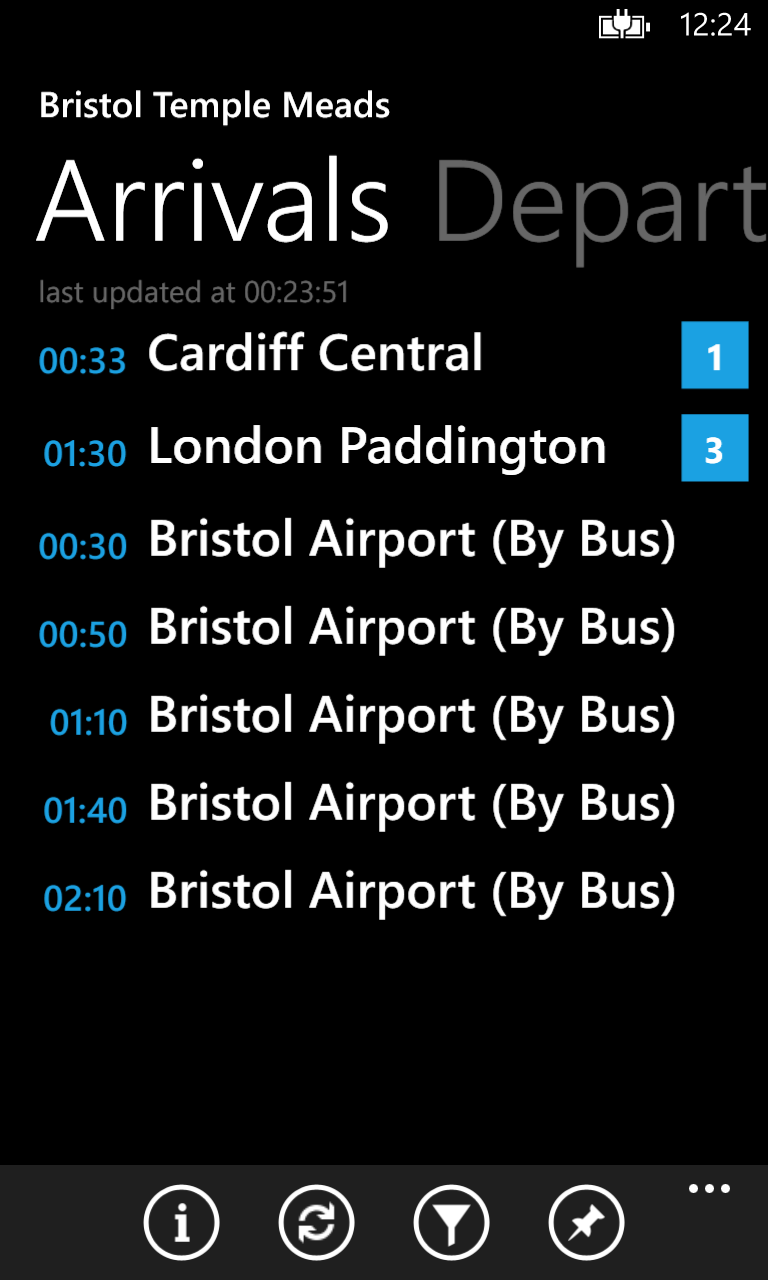 12:24
Bristol Temple Meads
Arrivals Depart
last updated at 00:23:51
00:33 Cardiff Central 1
01:30 London Paddington 3
00:30 Bristol Airport (By Bus)
00:50 Bristol Airport (By Bus)
01:10 Bristol Airport (By Bus)
01:40 Bristol Airport (By Bus)
02:10 Bristol Airport (By Bus)